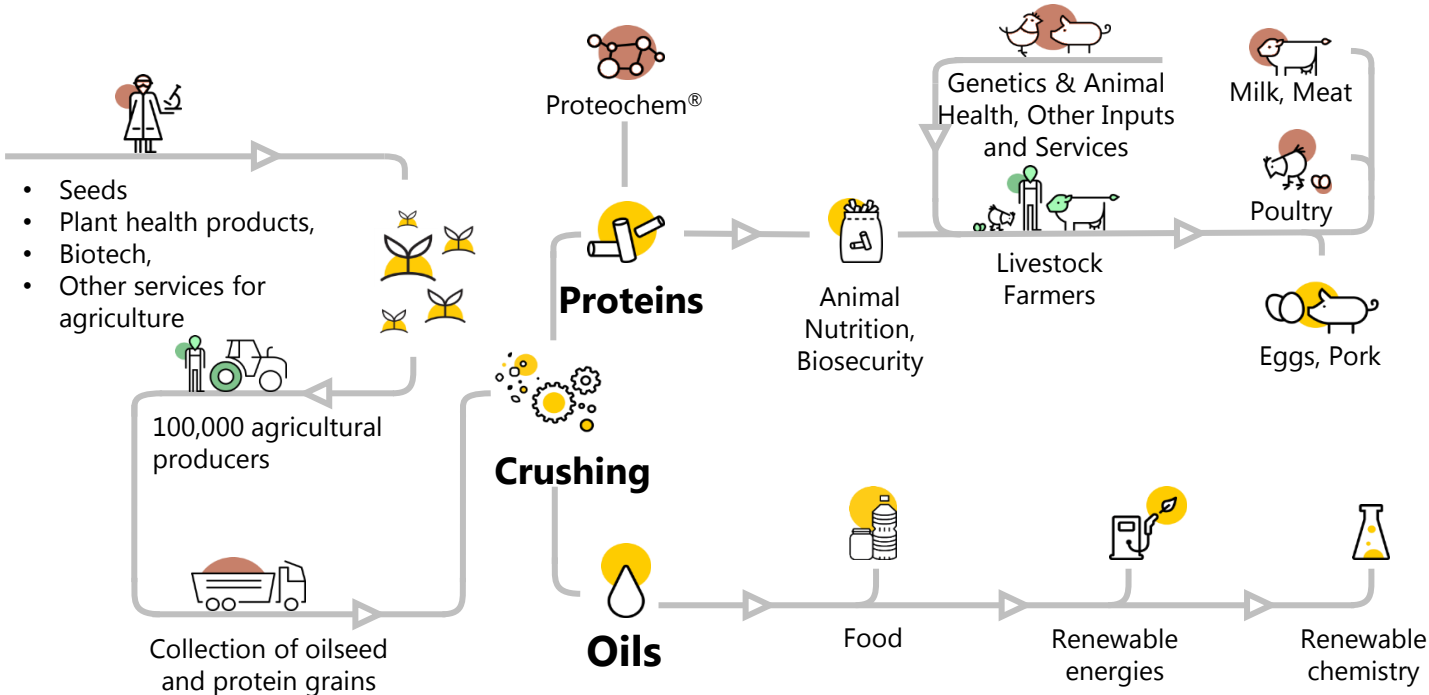 • Seeds
• Plant health products,
• Biotech,
• Other services for
agriculture
100,000 agricultural
producers
Collection of oilseed
and protein grains
Crushing
Proteochem®
Proteins
Animal
Nutrition,
Biosecurity
Genetics & Animal
Health, Other Inputs
and Services
Livestock
Farmers
Milk, Meat
Poultry
Eggs, Pork
Oils
Food
Renewable
energies
Renewable
chemistry